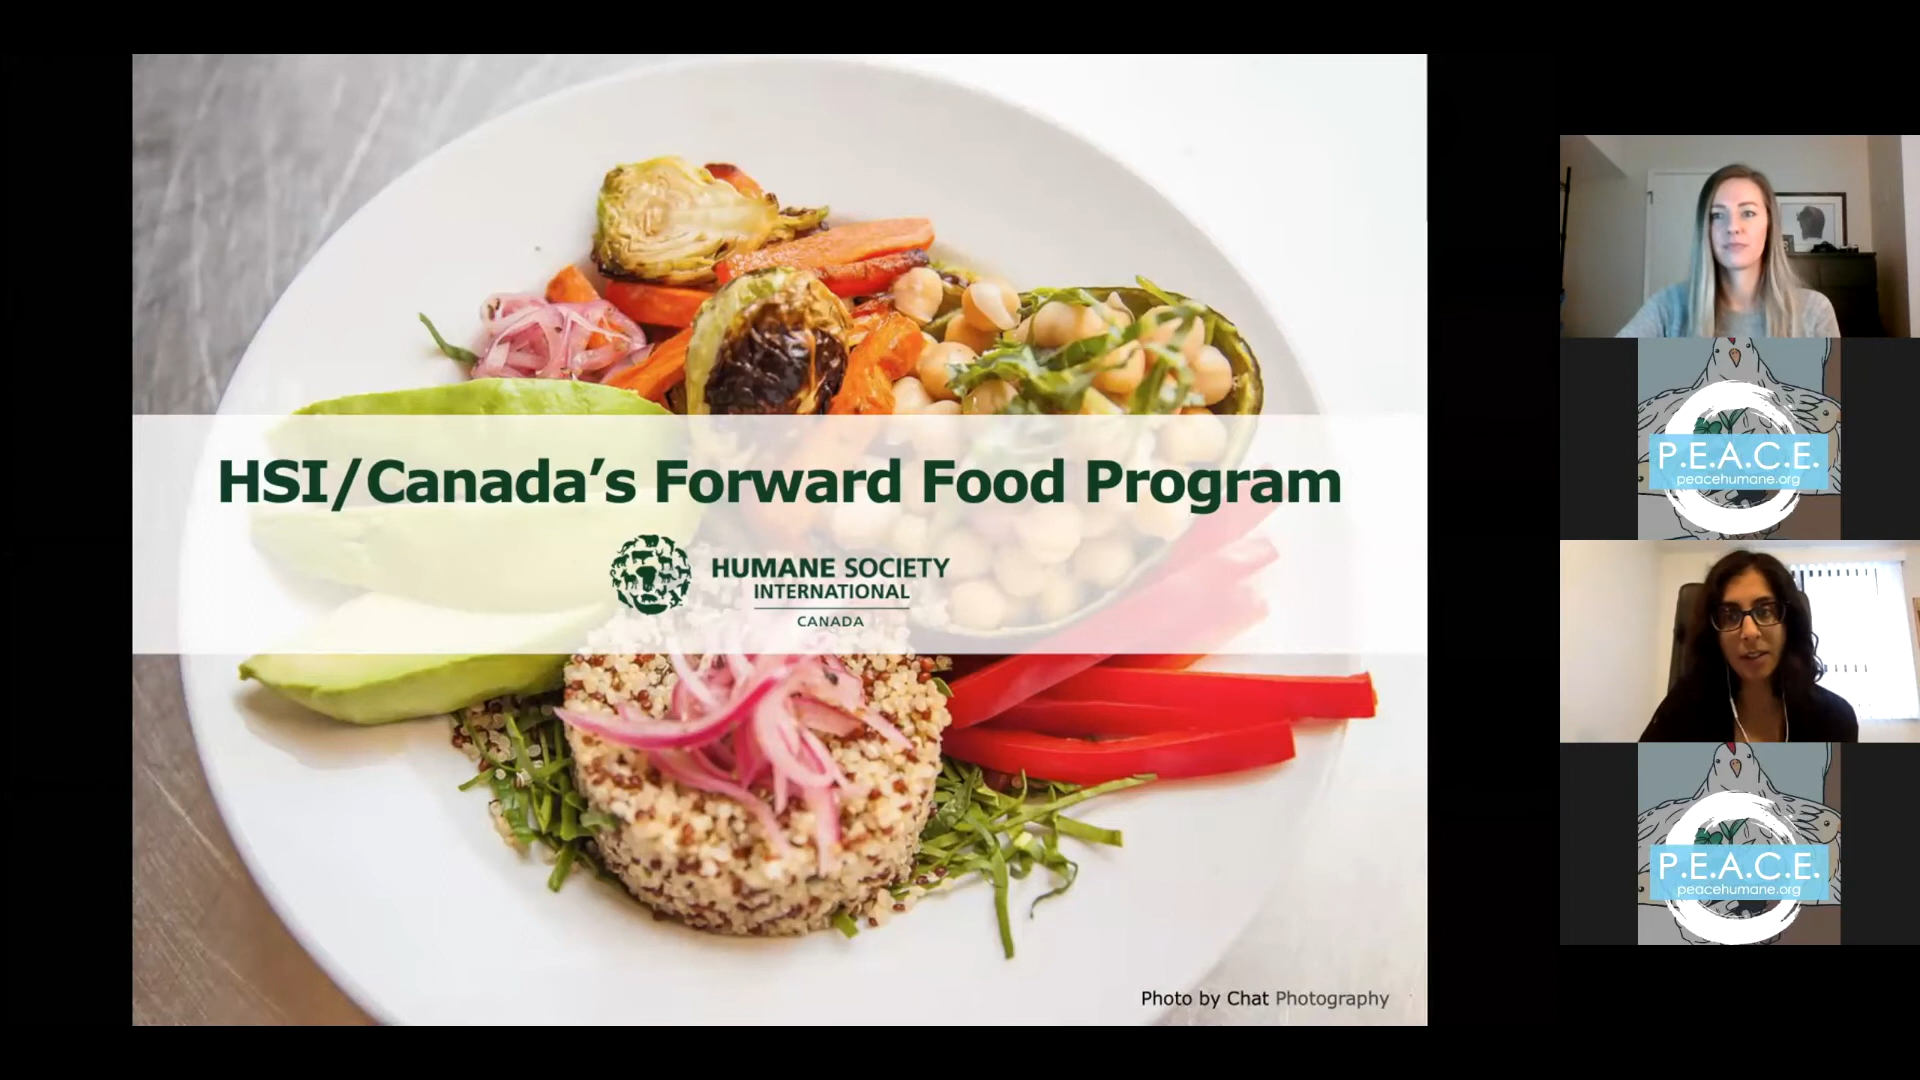 HSI/Canada’s Forward Food Program
HUMANE SOCIETY
INTERNATIONAL
CANADA
Photo by Chat Photography
P.E.A.C.E.
peacehumane.org
P.E.A.C.E.
peacehumane.org